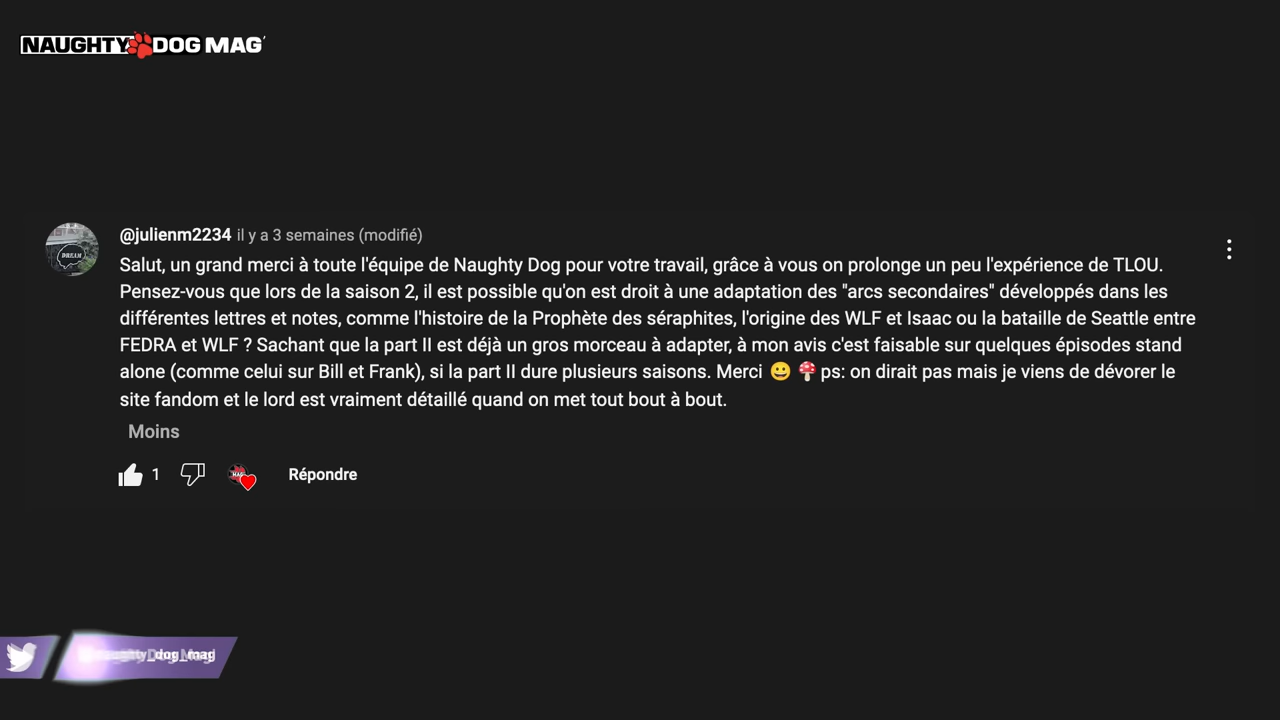 NAUGHTY DOG MAG'
@julienm2234 il y a 3 semaines (modifié)
Salut, un grand merci à toute l'équipe de Naughty Dog pour votre travail, grâce à vous on prolonge un peu l'expérience de TLOU.
Pensez-vous que lors de la saison 2, il est possible qu'on est droit à une adaptation des "arcs secondaires" développés dans les
différentes lettres et notes, comme l'histoire de la Prophète des séraphites, l'origine des WLF et Isaac ou la bataille de Seattle entre
FEDRA et WLF ? Sachant que la part II est déjà un gros morceau à adapter, à mon avis c'est faisable sur quelques épisodes stand
alone (comme celui sur Bill et Frank), si la part II dure plusieurs saisons. Merci 😀 🍄 ps: on dirait pas mais je viens de dévorer le
site fandom et le lord est vraiment détaillé quand on met tout bout à bout.
Moins
1
Répondre
DREAM
MAG